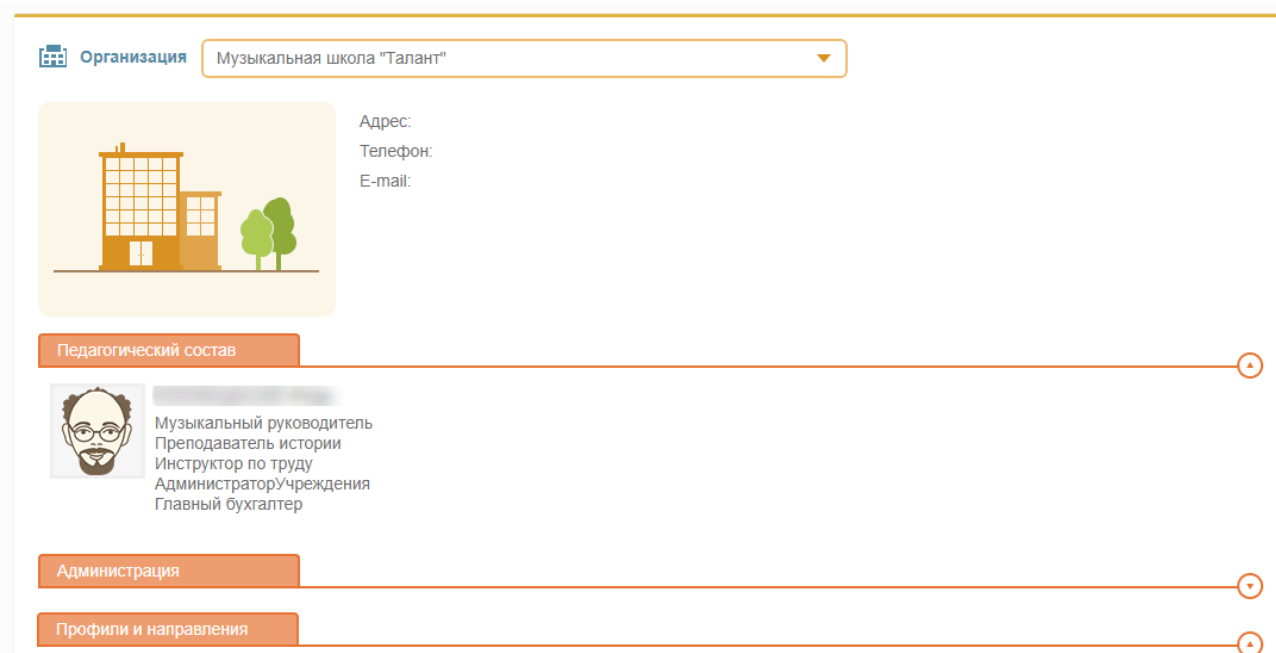 Организация Музыкальная школа "Талант"
Адрес:
Телефон:
E-mail:
Педагогический состав
Музыкальный руководитель
Преподаватель истории
Инструктор по труду
АдминистраторУчреждения
Главный бухгалтер
Администрация
Профили и направления